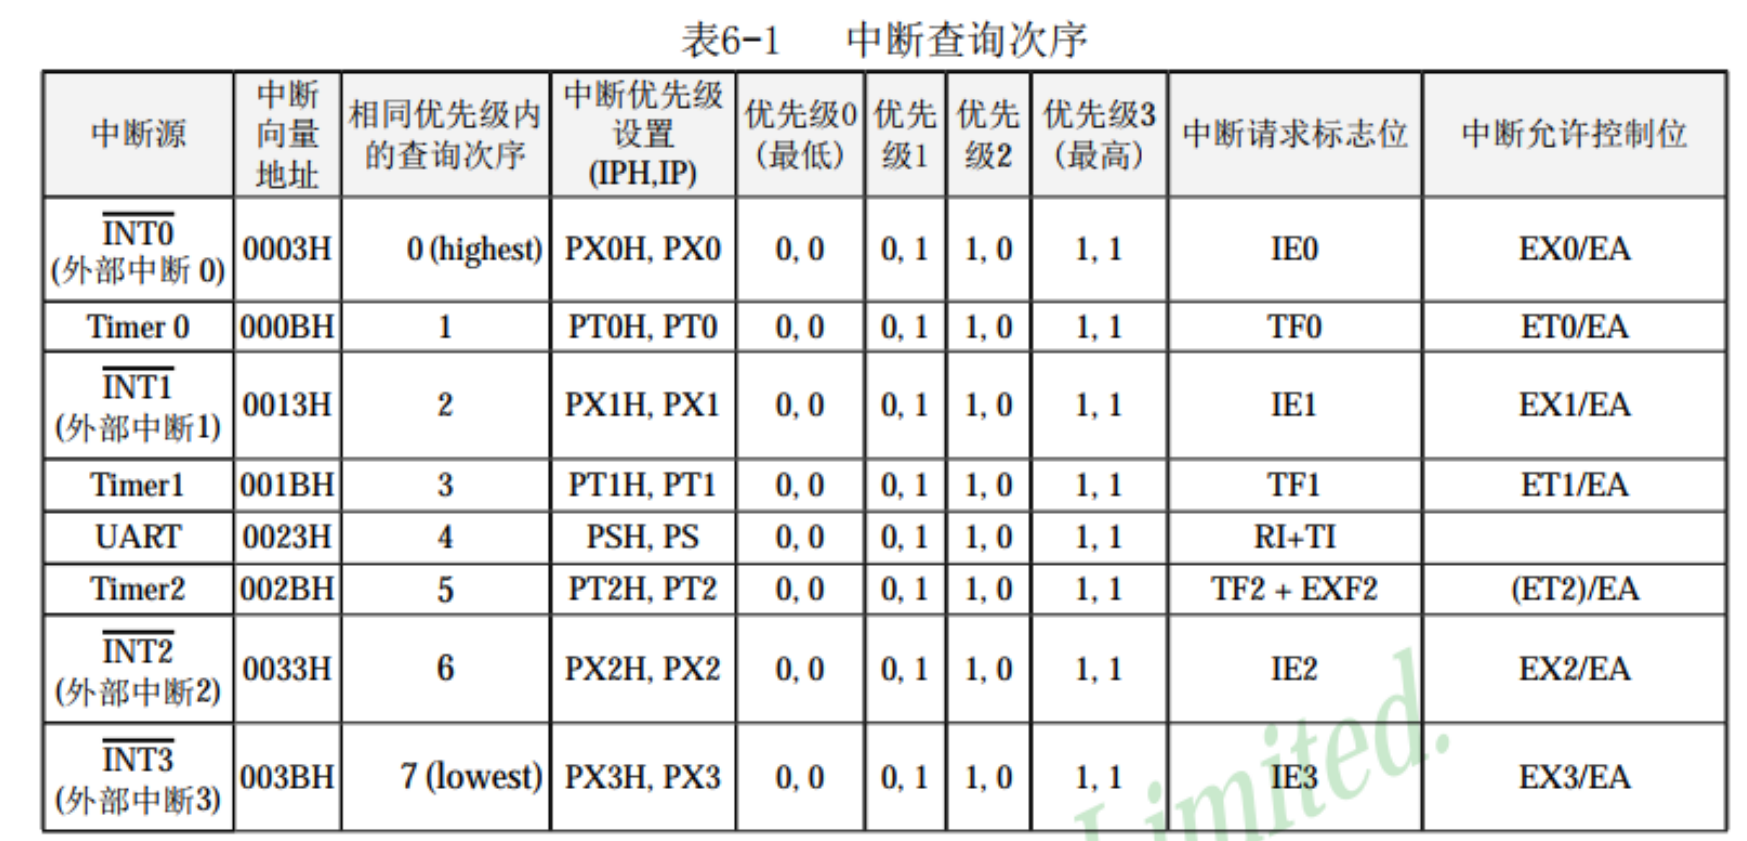 表6-1 中断查询次序
中断源 中断向量地址 相同优先级内的查询次序 中断优先级设置(IPH,IP) 优先级0(最低) 优先级1 优先级2 优先级3(最高) 中断请求标志位 中断允许控制位
INT0(外部中断 0) 0003H 0 (highest) PX0H, PX0 0, 0 0, 1 1, 0 1, 1 IE0 EX0/EA
Timer 0 000BH 1 PT0H, PT0 0, 0 0, 1 1, 0 1, 1 TF0 ET0/EA
INT1(外部中断1) 0013H 2 PX1H, PX1 0, 0 0, 1 1, 0 1, 1 IE1 EX1/EA
Timer1 001BH 3 PT1H, PT1 0, 0 0, 1 1, 0 1, 1 TF1 ET1/EA
UART 0023H 4 PSH, PS 0, 0 0, 1 1, 0 1, 1 RI+TI
Timer2 002BH 5 PT2H, PT2 0, 0 0, 1 1, 0 1, 1 TF2 + EXF2 (ET2)/EA
INT2(外部中断2) 0033H 6 PX2H, PX2 0, 0 0, 1 1, 0 1, 1 IE2 EX2/EA
INT3(外部中断3) 003BH 7 (lowest) PX3H, PX3 0, 0 0, 1 1, 0 1, 1 IE3 EX3/EA
Limited.